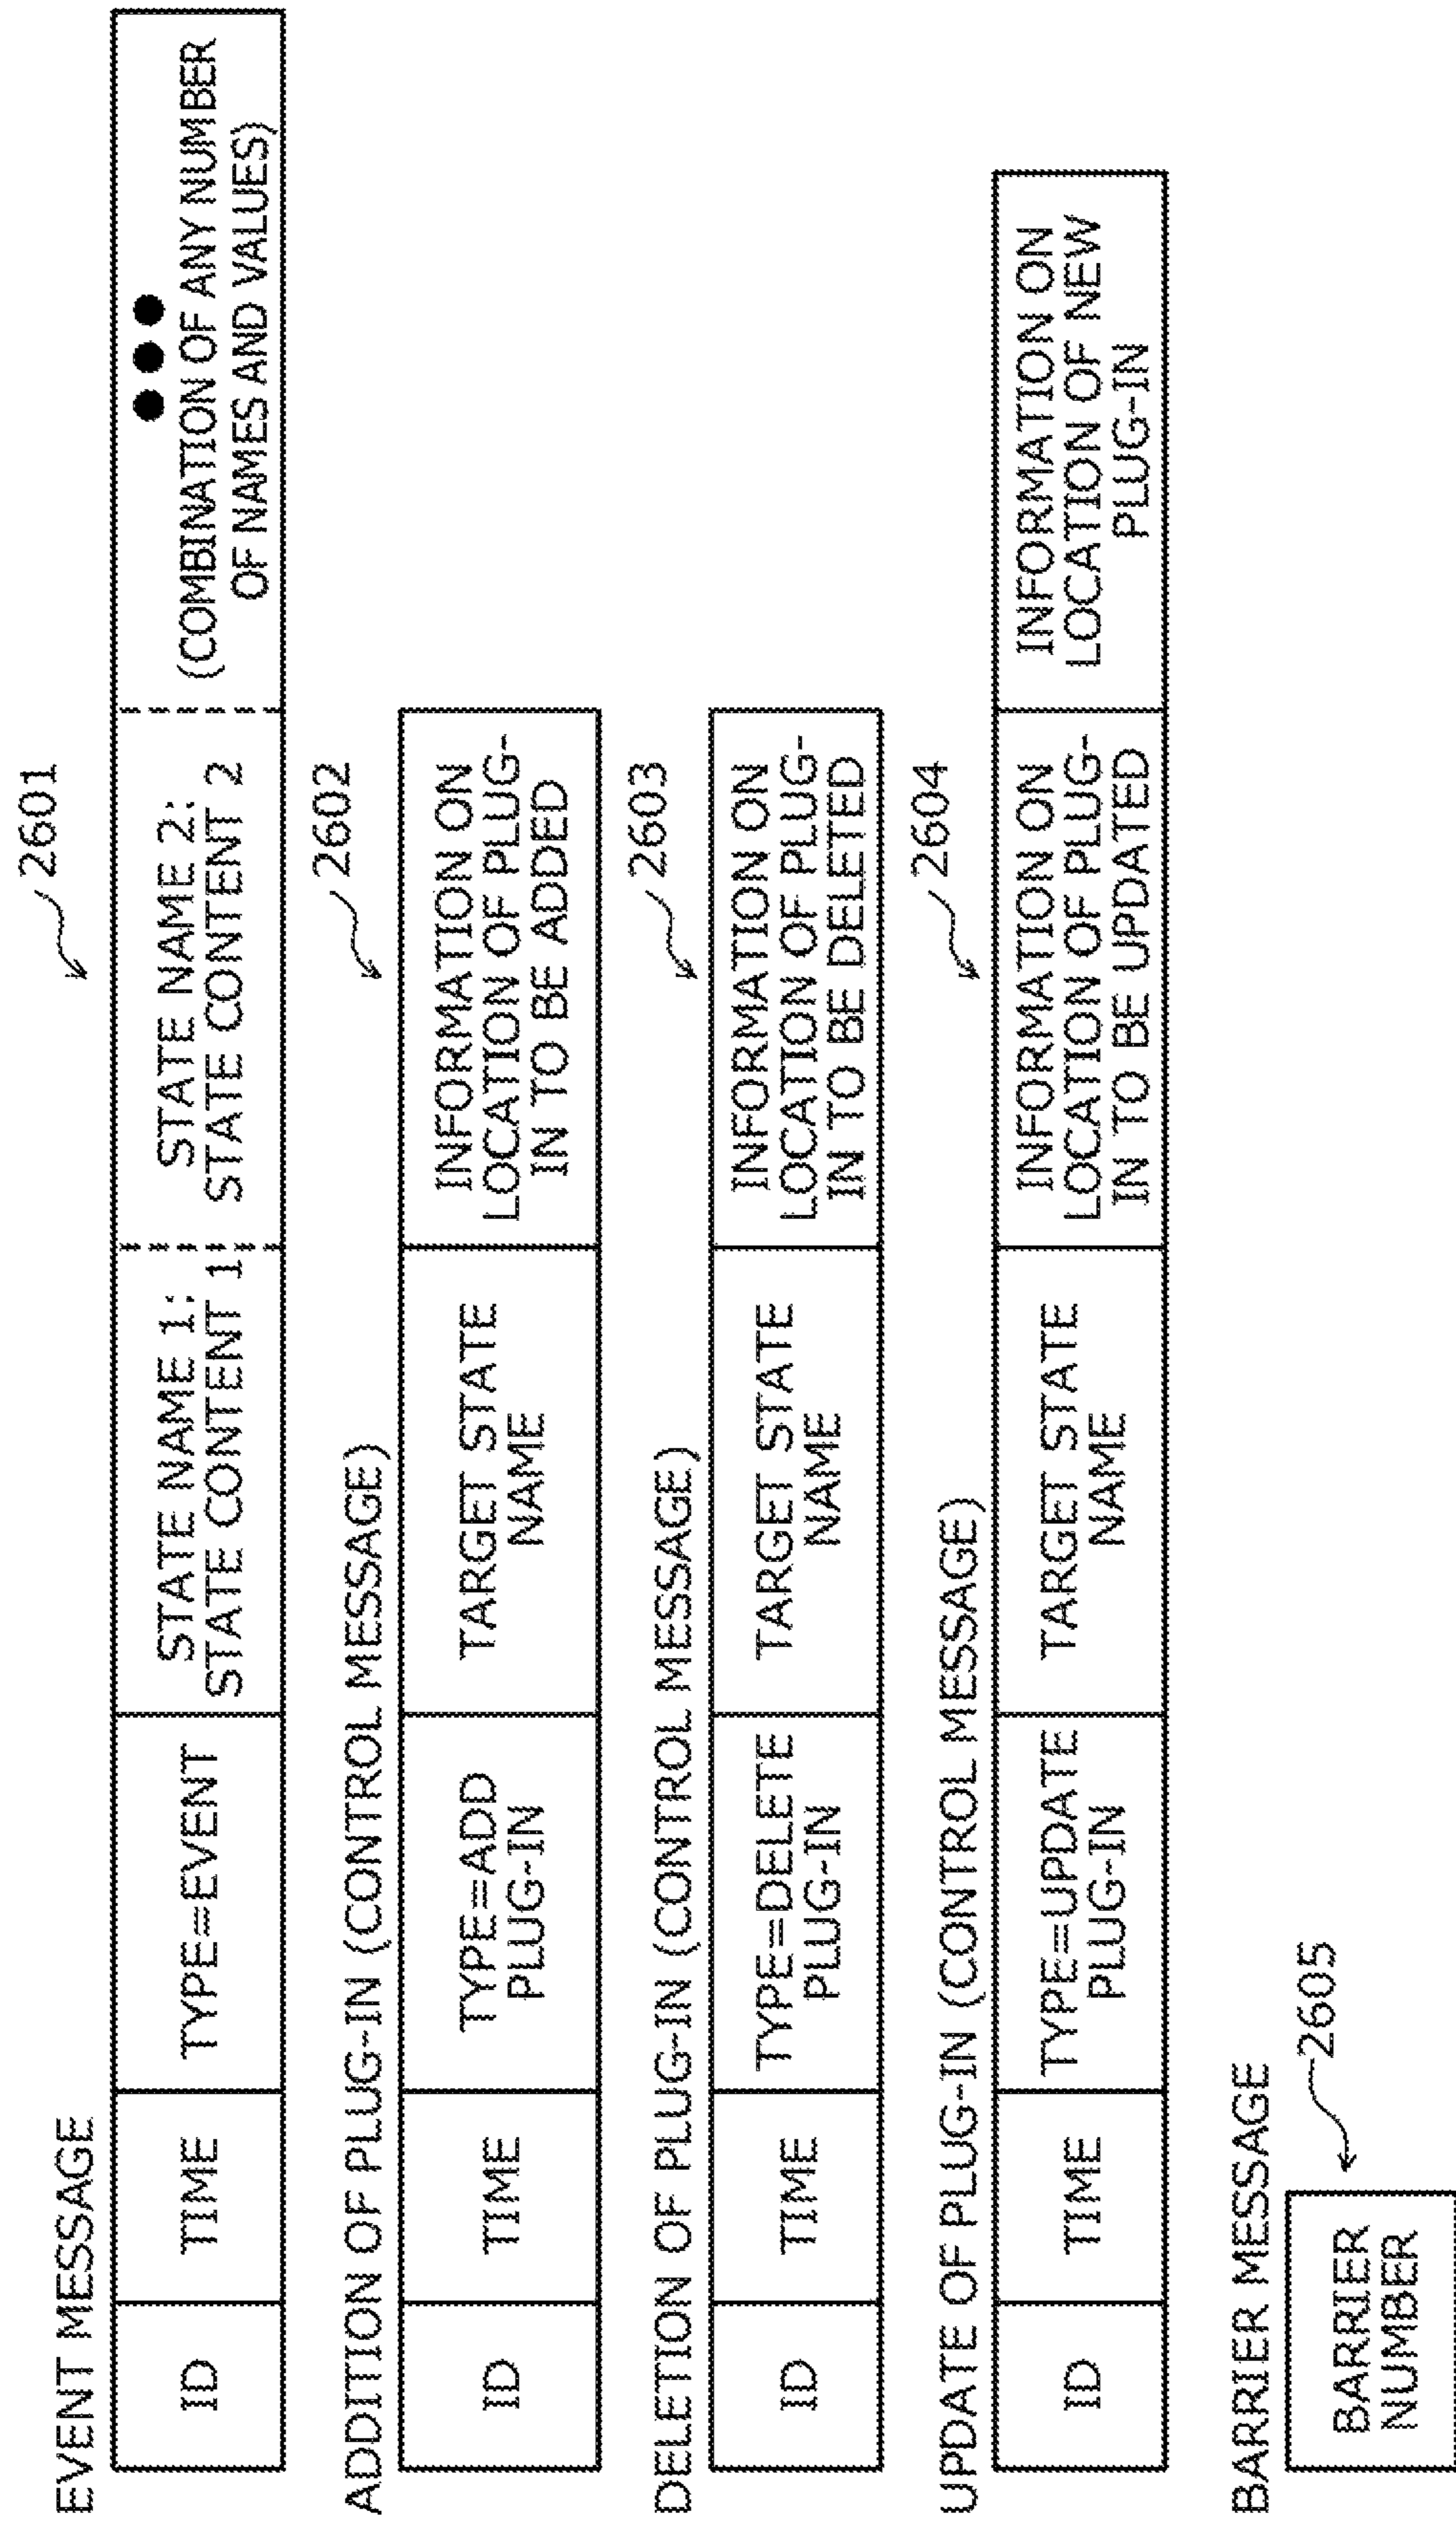 EVENT MESSAGE
2601
ID
TIME
TYPE=EVENT
STATE NAME 1:
STATE CONTENT 1
STATE NAME 2:
STATE CONTENT 2
●●●
(COMBINATION OF ANY NUMBER
OF NAMES AND VALUES)
ADDITION OF PLUG-IN (CONTROL MESSAGE)
2602
ID
TIME
TYPE=ADD
PLUG-IN
TARGET STATE
NAME
INFORMATION ON
LOCATION OF PLUG-
IN TO BE ADDED
DELETION OF PLUG-IN (CONTROL MESSAGE)
2603
ID
TIME
TYPE=DELETE
PLUG-IN
TARGET STATE
NAME
INFORMATION ON
LOCATION OF PLUG-
IN TO BE DELETED
UPDATE OF PLUG-IN (CONTROL MESSAGE)
2604
ID
TIME
TYPE=UPDATE
PLUG-IN
TARGET STATE
NAME
INFORMATION ON
LOCATION OF PLUG-
IN TO BE UPDATED
INFORMATION ON
LOCATION OF NEW
PLUG-IN
BARRIER MESSAGE
2605
BARRIER
NUMBER